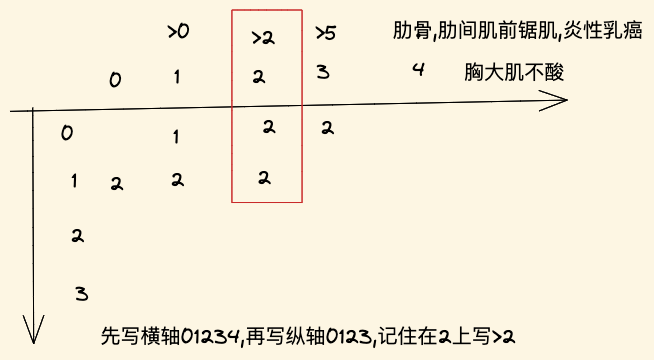 >0 >2 >5 肋骨,肋间肌前锯肌,炎性乳癌
0 1 2 3 4 胸大肌不酸
0 1 2 2
1 2 2 2
2
3
先写横轴01234,再写纵轴0123,记住在2上写>2